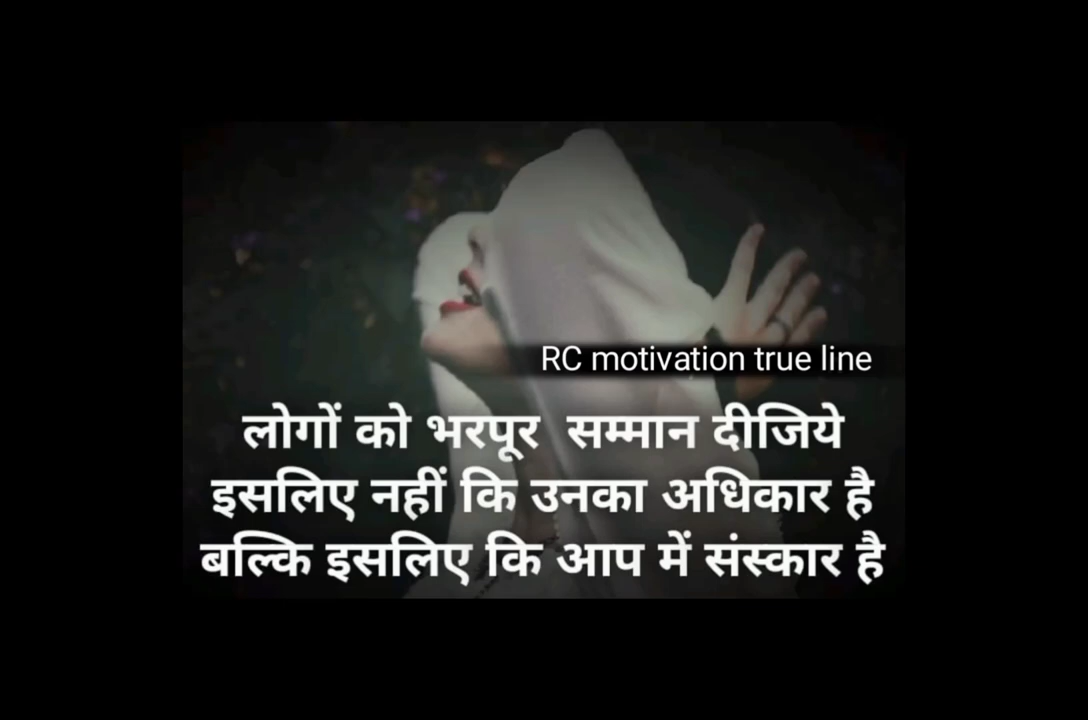 RC motivation true line
लोगों को भरपूर सम्मान दीजिये
इसलिए नहीं कि उनका अधिकार है
बल्कि इसलिए कि आप में संस्कार है